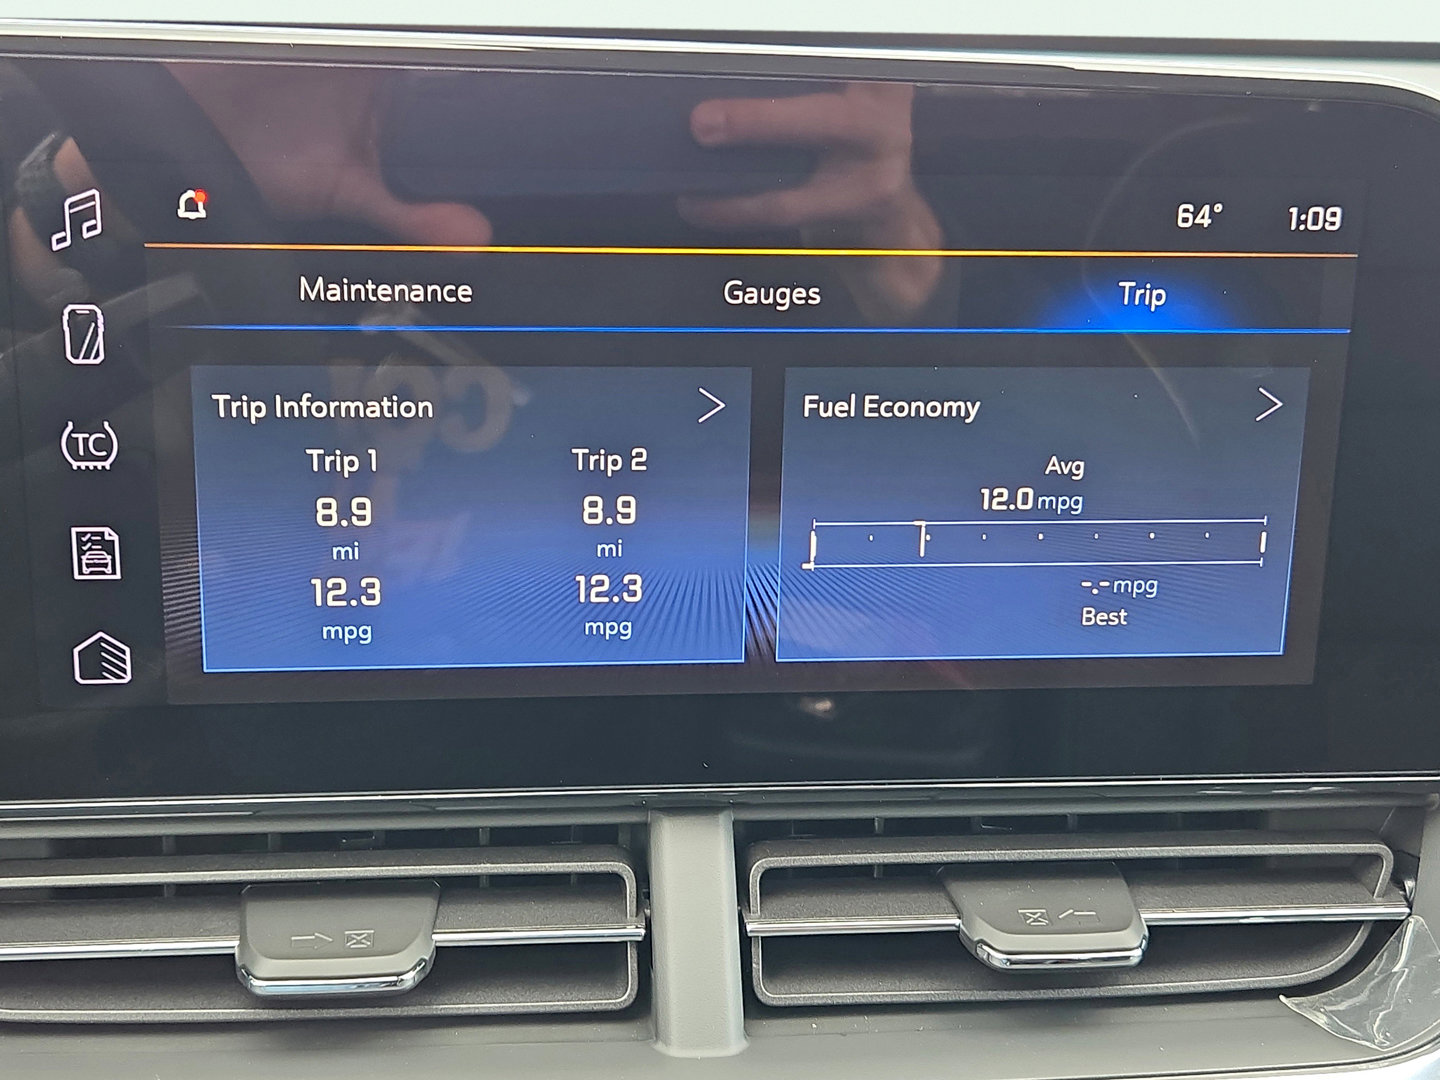 64° 1:09
Maintenance Gauges Trip
Trip Information
Trip 1 Trip 2
8.9 8.9
mi mi
12.3 12.3
mpg mpg
Fuel Economy
Avg
12.0 mpg
-.- mpg
Best
TC